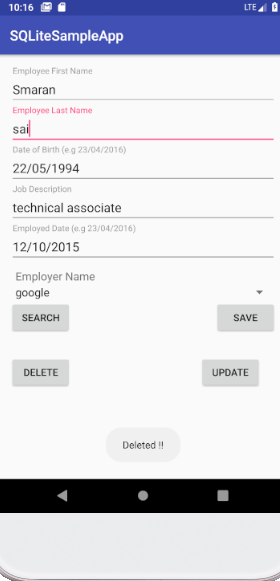 10:16 LTE
SQLiteSampleApp
Employee First Name
Smaran
Employee Last Name
sai
Date of Birth (e.g 23/04/2016)
22/05/1994
Job Description
technical associate
Employed Date (e.g 23/04/2016)
12/10/2015
Employer Name
google
SEARCH SAVE
DELETE UPDATE
Deleted !!